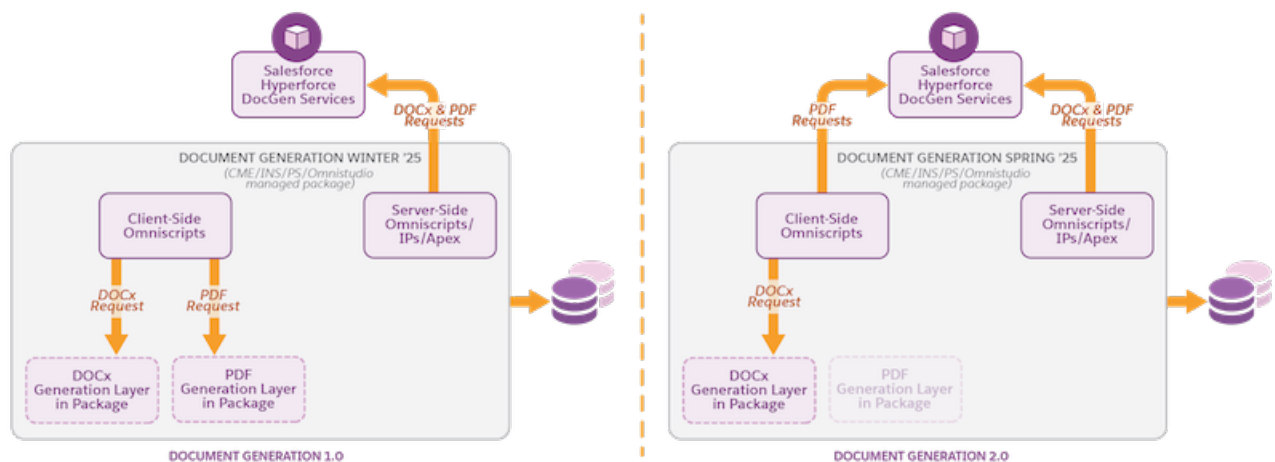 Salesforce
Hyperforce
DocGen Services
DOCx & PDF
Requests
DOCUMENT GENERATION WINTER '25
(CME/INS/PS/Omnistudio
managed package)
Client-Side
Omniscripts
Server-Side
Omniscripts/
IPs/Apex
DOCx
Request
PDF
Request
DOCx
Generation Layer
in Package
PDF
Generation Layer
in Package
DOCUMENT GENERATION 1.0
Salesforce
Hyperforce
DocGen Services
PDF
Requests
DOCx & PDF
Requests
DOCUMENT GENERATION SPRING '25
(CME/INS/PS/Omnistudio
managed package)
Client-Side
Omniscripts
Server-Side
Omniscripts/
IPs/Apex
DOCx
Request
DOCx
Generation Layer
in Package
PDF
Generation Layer
in Package
DOCUMENT GENERATION 2.0